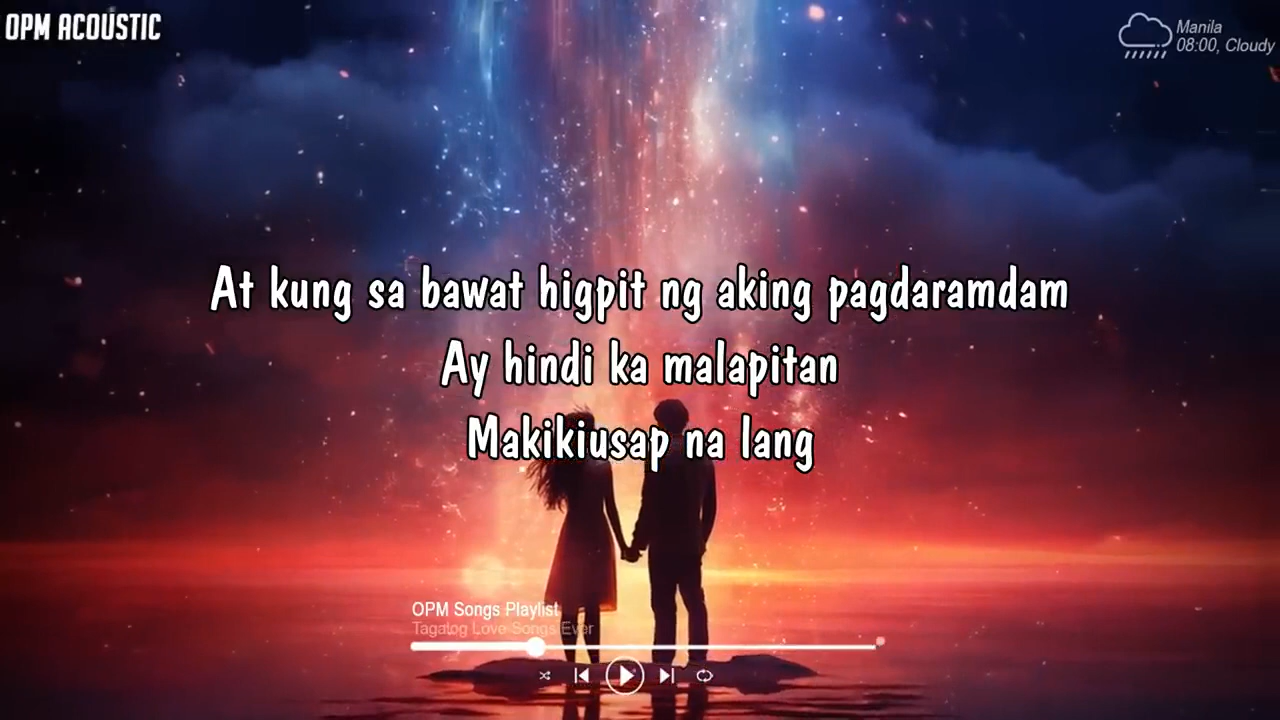 OPM ACOUSTIC
Manila
08:00, Cloudy
At kung sa bawat higpit ng aking pagdaramdam
Ay hindi ka malapitan
Makikiusap na lang
OPM Songs Playlist
Tagalog Love Songs Ever